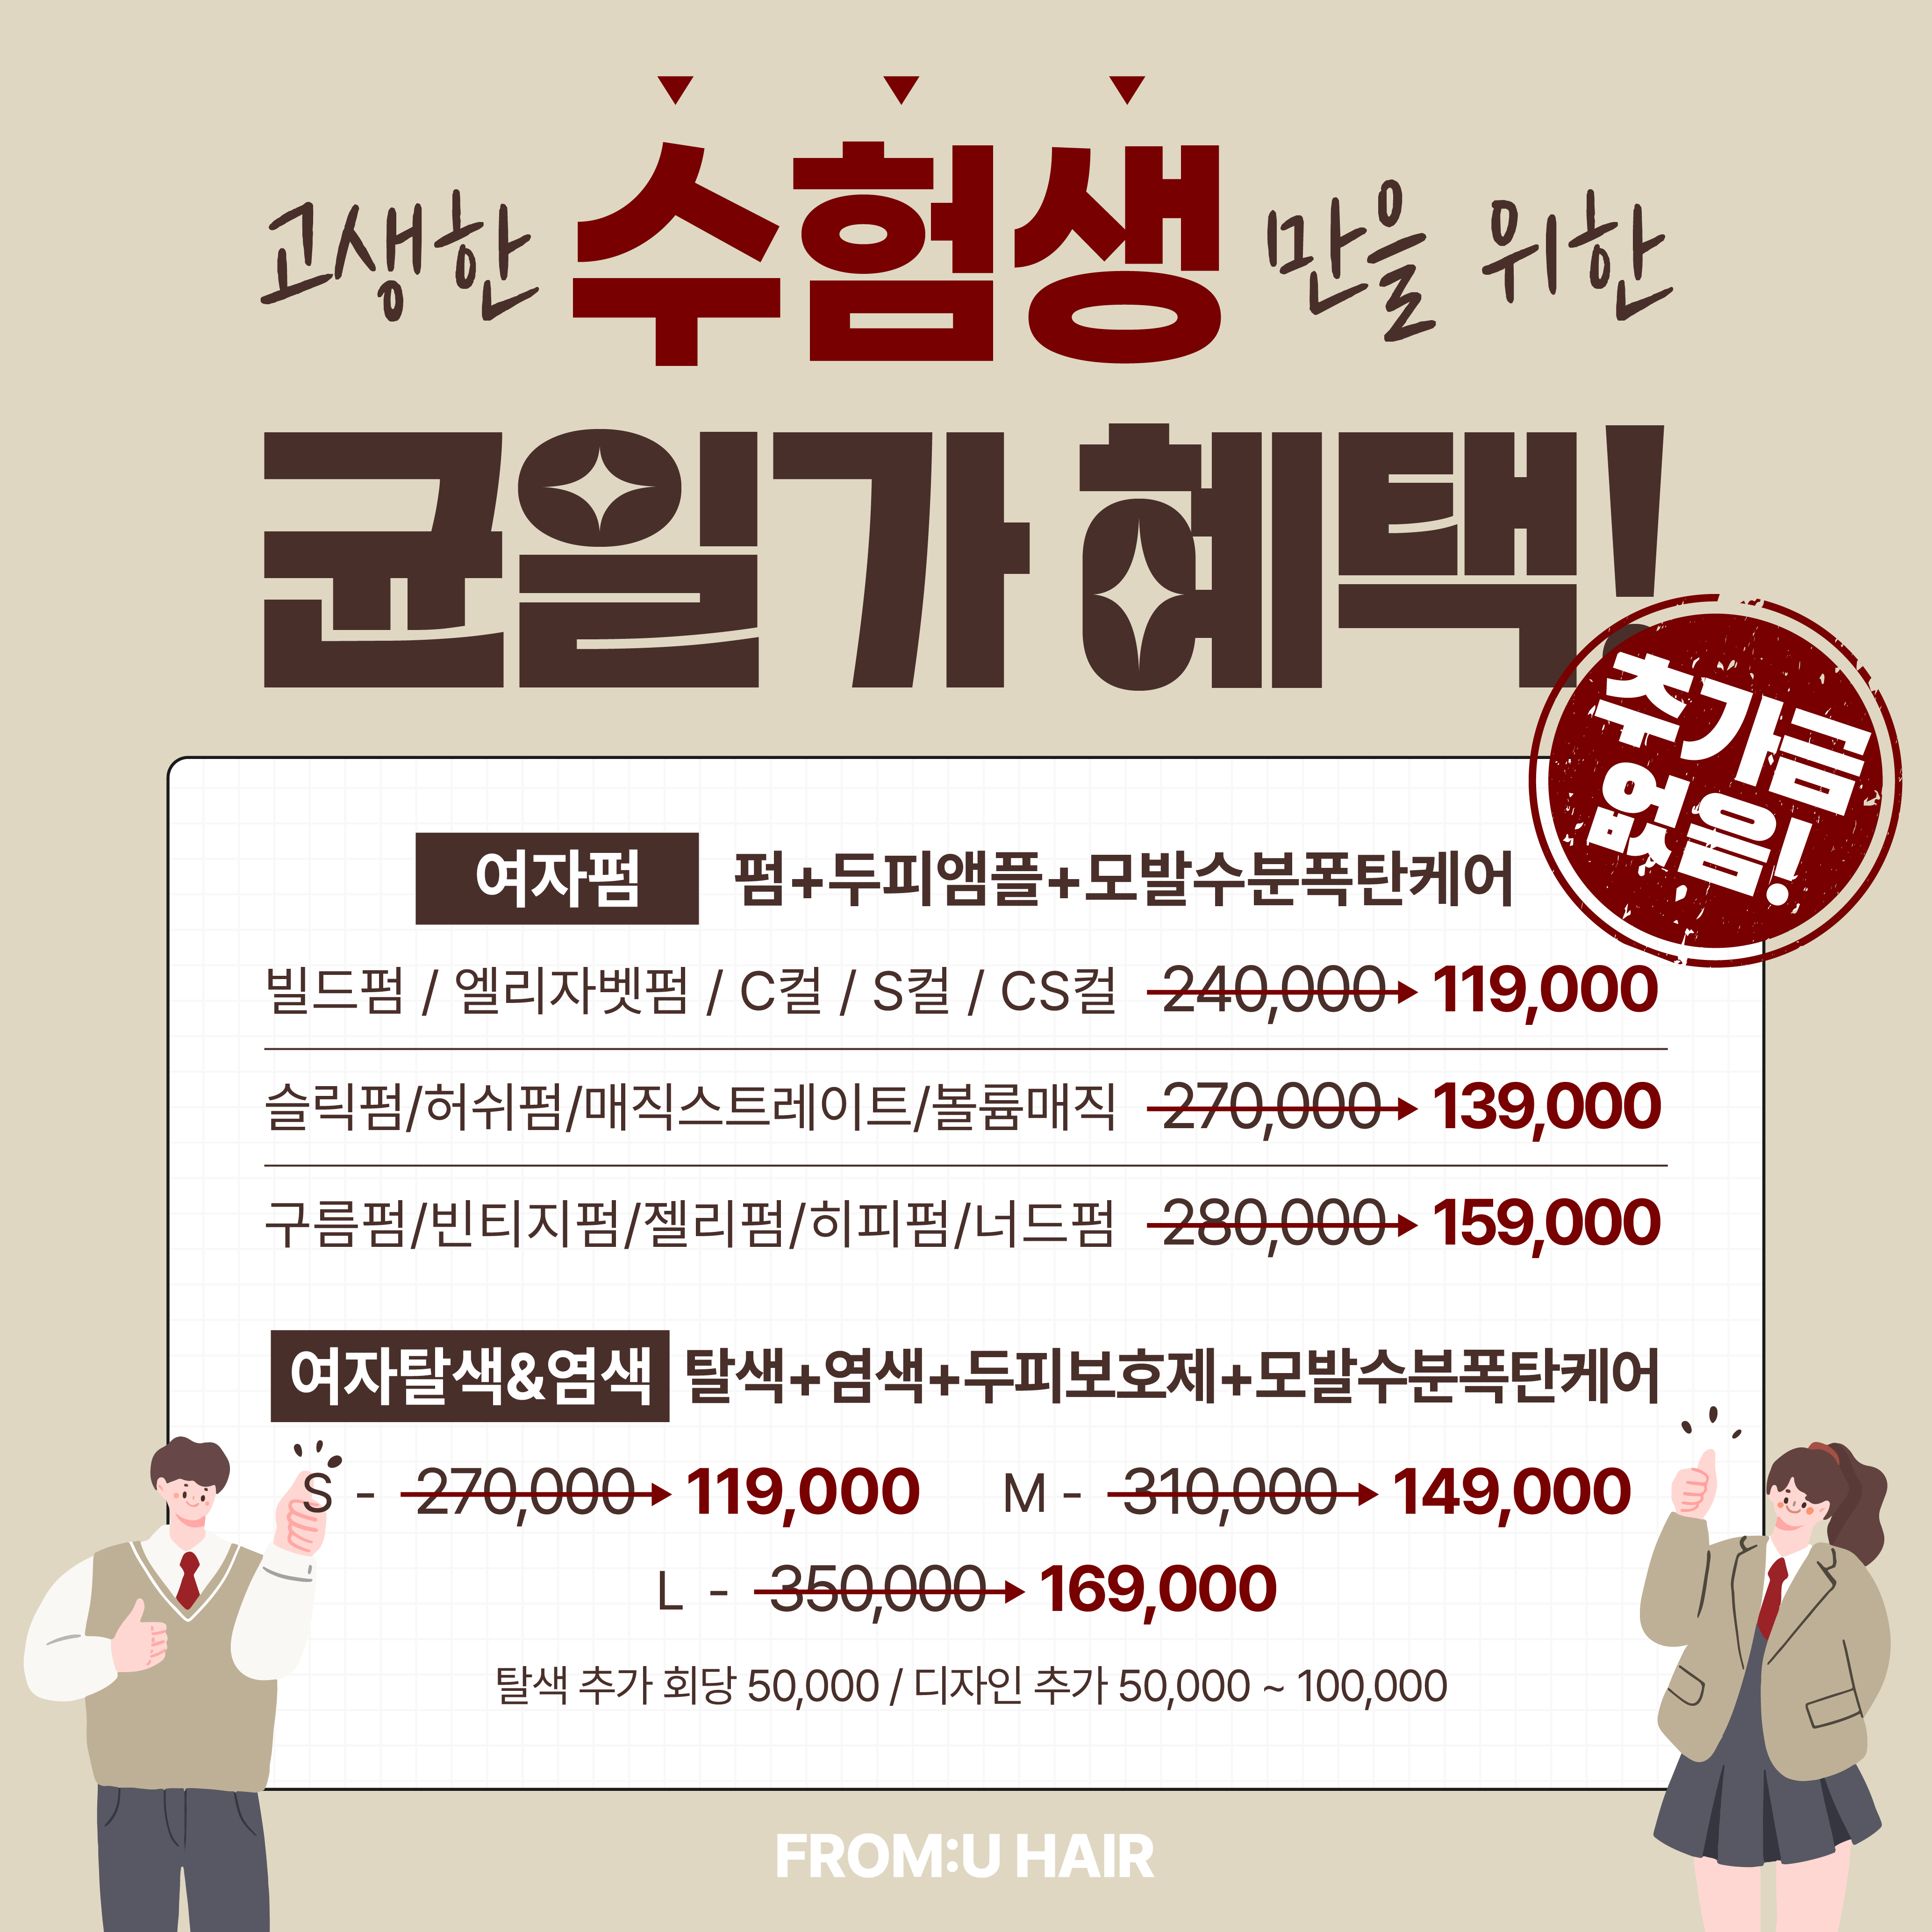 고생한 수험생 만을 위한
균일가 혜택!
추가금
없음!
여자펌 펌+두피앰플+모발수분폭탄케어
빌드펌 / 엘리자벳펌 / C컬 / S컬 / CS컬 240,000 119,000
슬릭펌/허쉬펌/매직스트레이트/볼륨매직 270,000 139,000
구름펌/빈티지펌/젤리펌/히피펌/너드펌 280,000 159,000
여자탈색&염색 탈색+염색+두피보호제+모발수분폭탄케어
S - 270,000 119,000 M - 310,000 149,000
L - 350,000 169,000
탈색 추가 회당 50,000 / 디자인 추가 50,000 ~ 100,000
FROM:U HAIR